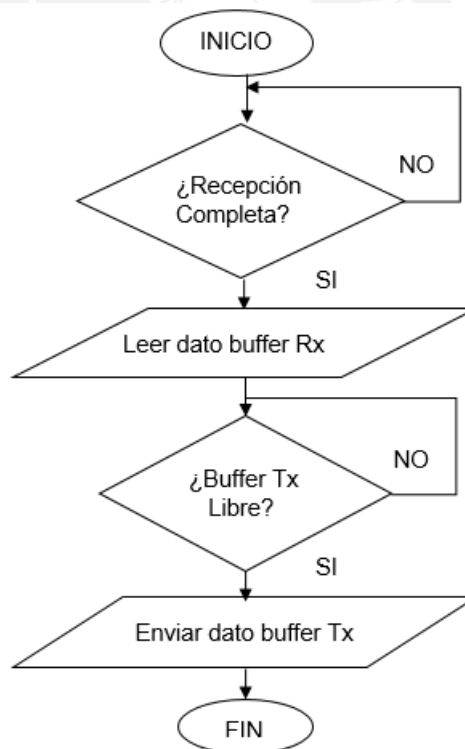 INICIO
NO
¿Recepción
Completa?
SI
Leer dato buffer Rx
NO
¿Buffer Tx
Libre?
SI
Enviar dato buffer Tx
FIN